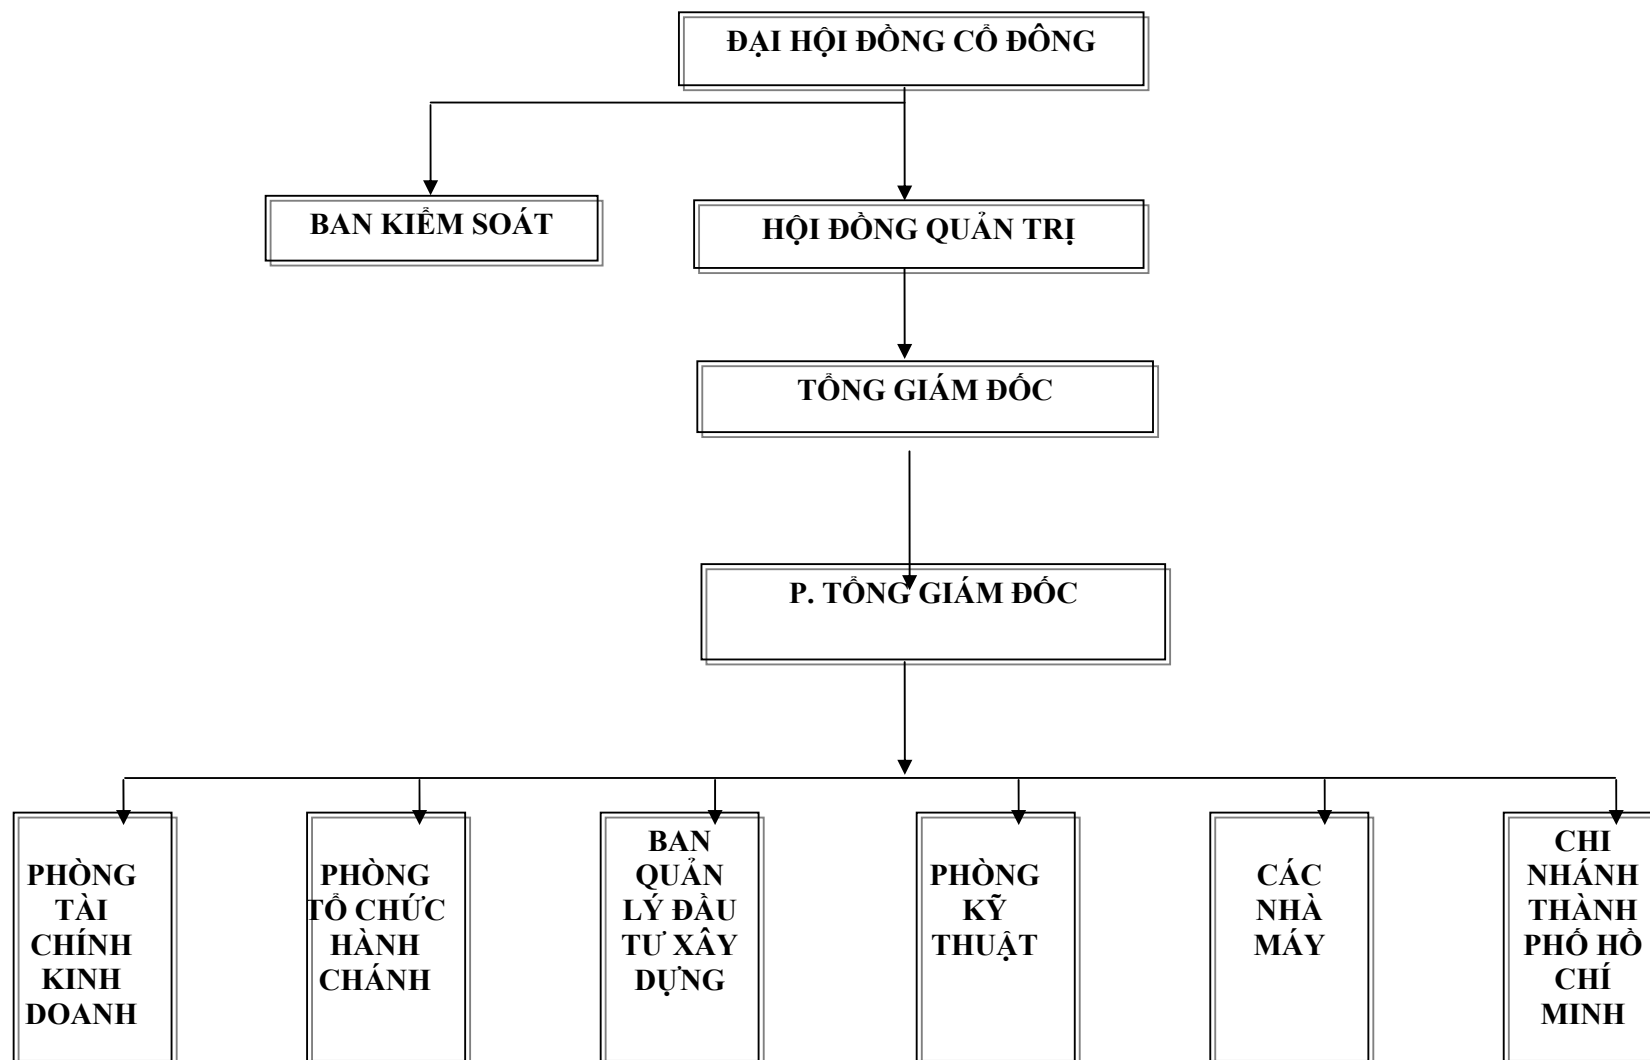 ĐẠI HỘI ĐỒNG CỔ ĐÔNG
BAN KIỂM SOÁT
HỘI ĐỒNG QUẢN TRỊ
TỔNG GIÁM ĐỐC
P. TỔNG GIÁM ĐỐC
PHÒNG
TÀI
CHÍNH
KINH
DOANH
PHÒNG
TỔ CHỨC
HÀNH
CHÁNH
BAN
QUẢN
LÝ ĐẦU
TƯ XÂY
DỰNG
PHÒNG
KỸ
THUẬT
CÁC
NHÀ
MÁY
CHI
NHÁNH
THÀNH
PHỐ HỒ
CHÍ
MINH